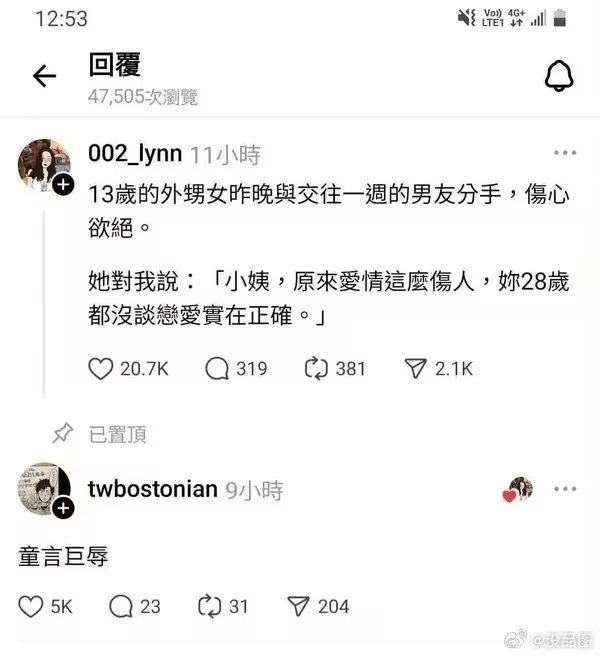 12:53
Vo)) 4G+
LTE1
回覆
47,505次瀏覽
002_lynn 11小時
13歲的外甥女昨晚與交往一週的男友分手，傷心
欲絕。
她對我說：「小姨，原來愛情這麼傷人，妳28歲
都沒談戀愛實在正確。」
20.7K 319 381 2.1K
已置頂
twbostonian 9小時
童言巨辱
5K 23 31 204
@没品图